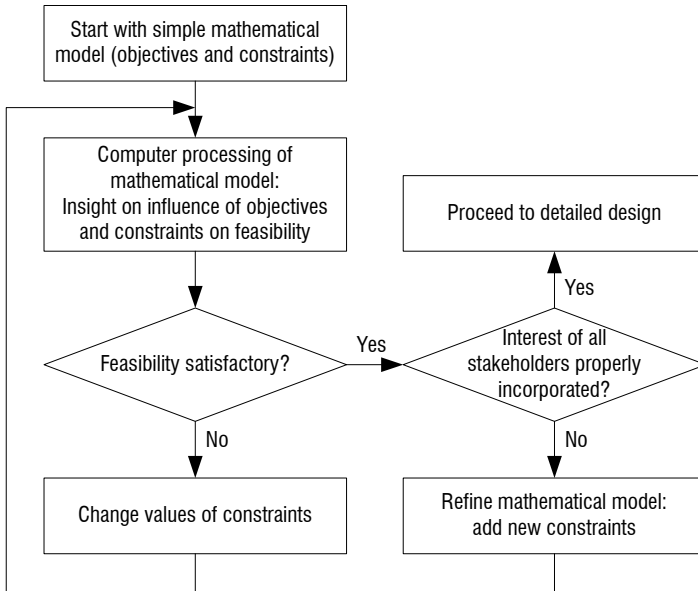 Start with simple mathematical
model (objectives and constraints)
Computer processing of
mathematical model:
Insight on influence of objectives
and constraints on feasibility
Proceed to detailed design
Yes
Feasibility satisfactory?
Yes
Interest of all
stakeholders properly
incorporated?
No
No
Change values of constraints
Refine mathematical model:
add new constraints